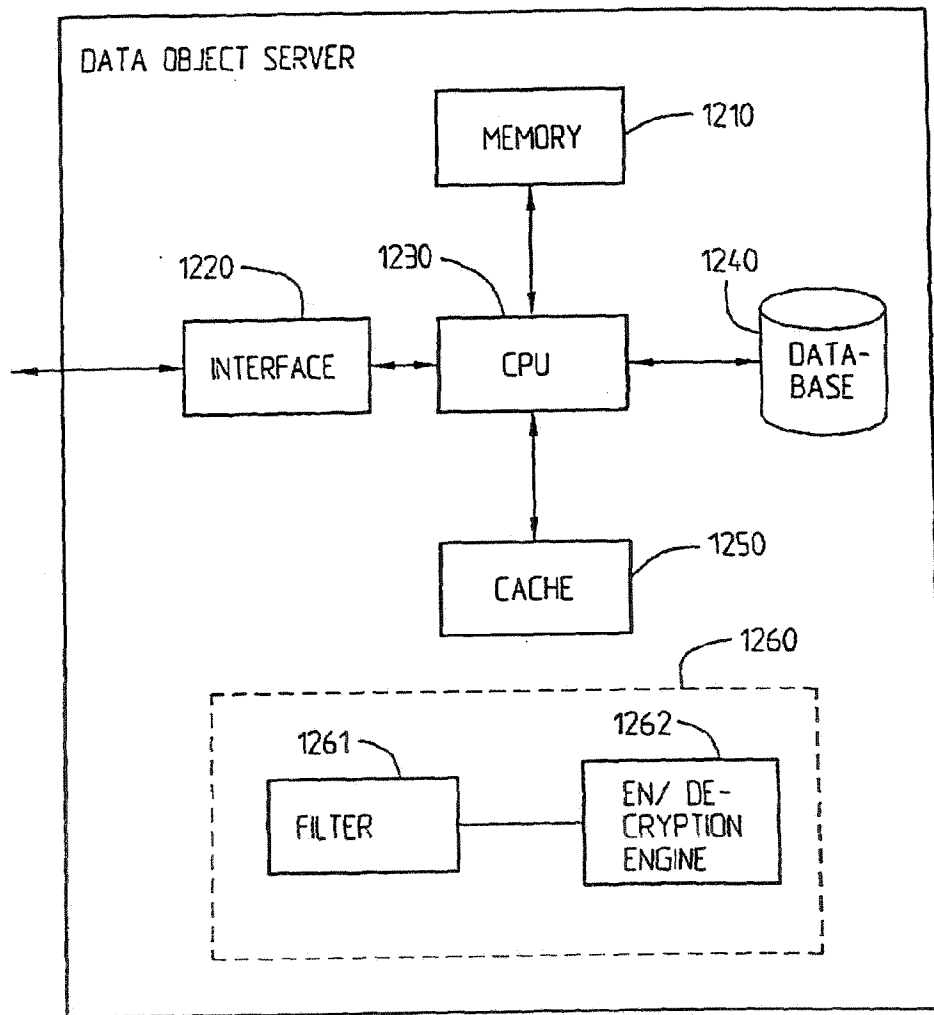 DATA OBJECT SERVER
1210
MEMORY
1220
1230
1240
INTERFACE
CPU
DATA-
BASE
1250
CACHE
1260
1261
1262
FILTER
EN/ DE-
CRYPTION
ENGINE